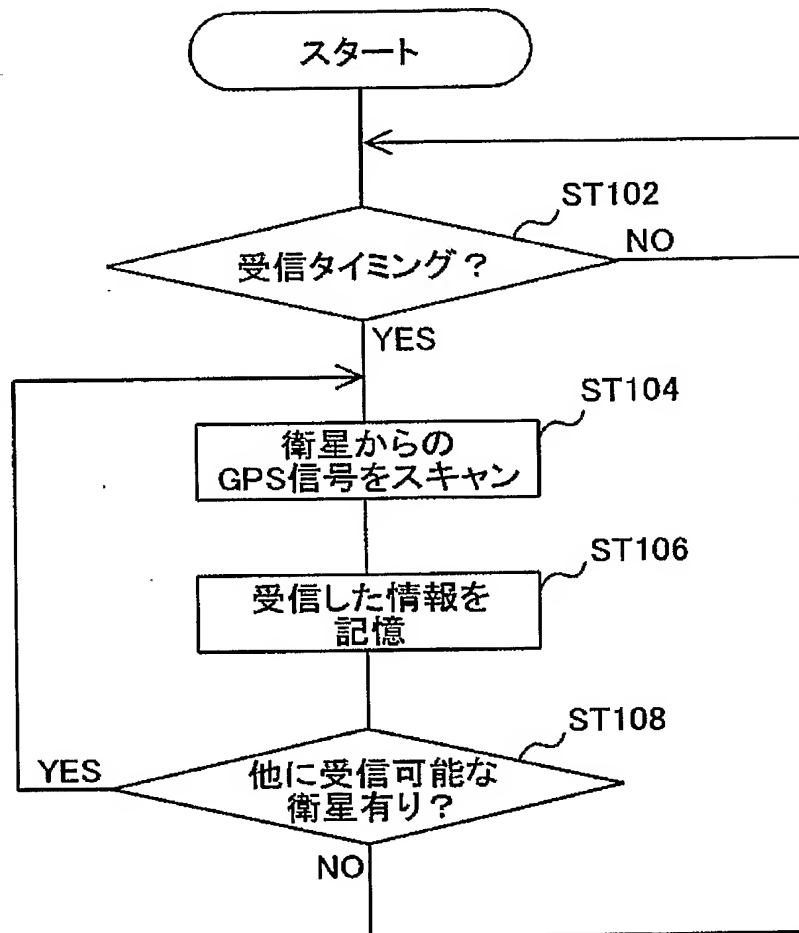 スタート
ST102
受信タイミング？
NO
YES
ST104
衛星からの
GPS信号をスキャン
ST106
受信した情報を
記憶
ST108
YES
他に受信可能な
衛星有り？
NO